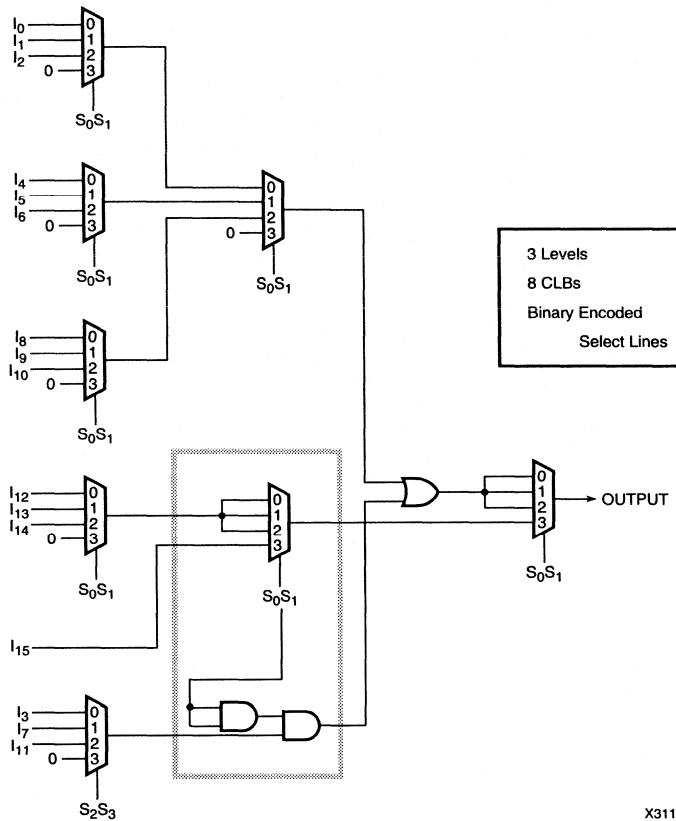 I0
I1
I2
0
0
1
2
3
S0S1
I4
I5
I6
0
0
1
2
3
S0S1
0
0
1
2
3
S0S1
I8
I9
I10
0
0
1
2
3
S0S1
3 Levels
8 CLBs
Binary Encoded
Select Lines
I12
I13
I14
0
0
1
2
3
S0S1
0
1
2
3
S0S1
0
1
2
3
OUTPUT
S0S1
I15
I3
I7
I11
0
0
1
2
3
S2S3
X311